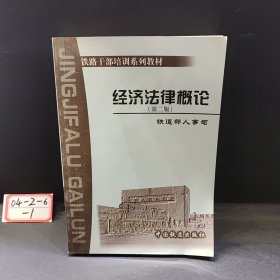 铁路干部培训系列教材
JINGJIFALU GAILUN
经济法律概论
（第二版）
铁道部人事司
中国铁道出版社
04-2-6
-1